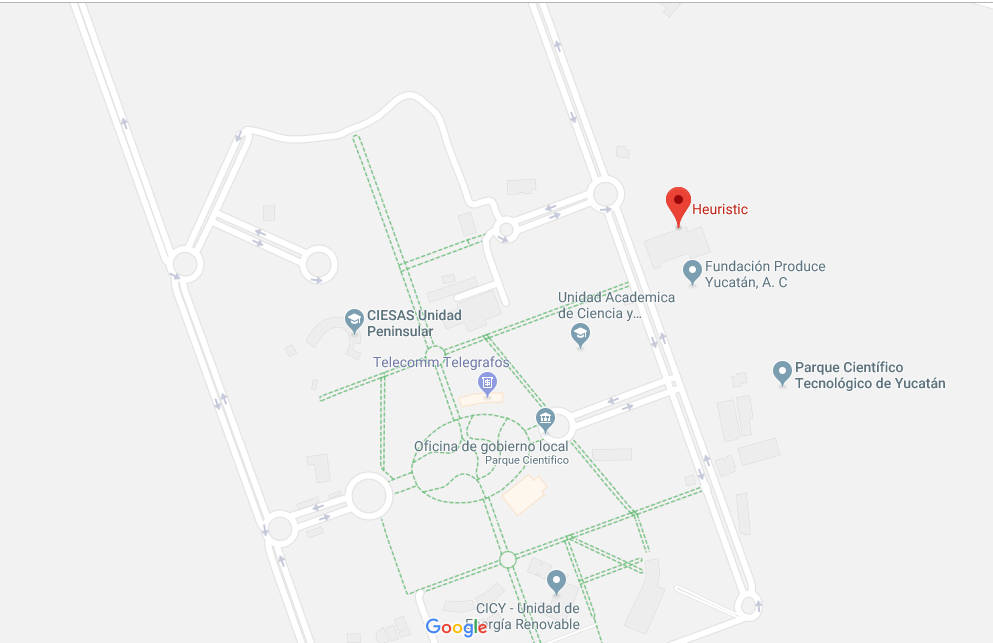 Heuristic
Fundación Produce
Yucatán, A. C
Unidad Academica
de Ciencia y...
CIESAS Unidad
Peninsular
Telecomm Telegrafos
Parque Científico
Tecnológico de Yucatán
Oficina de gobierno local
Parque Cientifico
CICY - Unidad de
Energía Renovable
Google